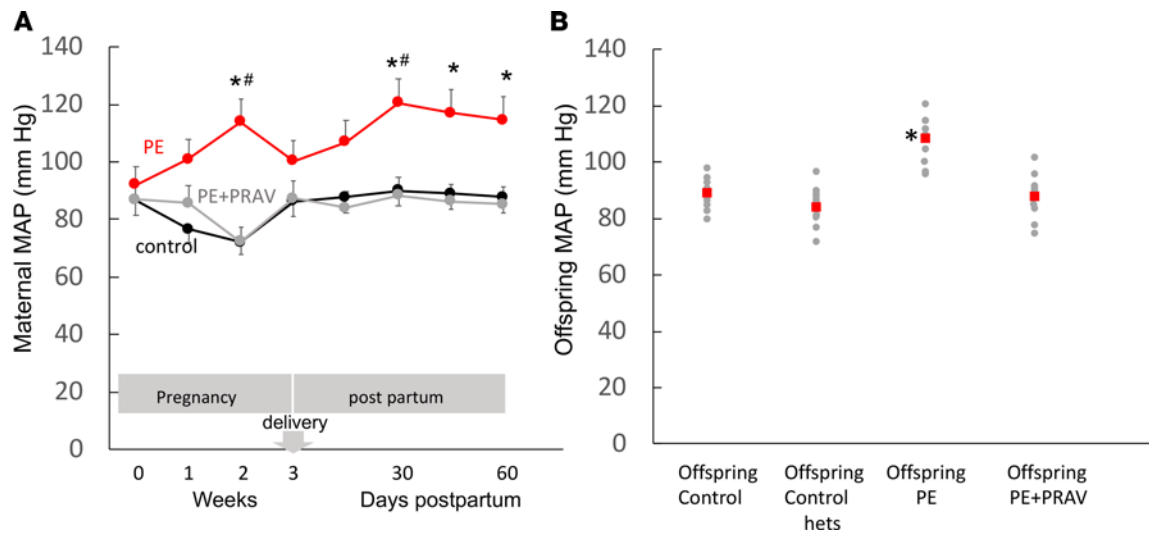 A
Maternal MAP (mm Hg)
140
120
100
80
60
40
20
0
*#
*#
*
*
PE
PE+PRAV
control
Pregnancy
post partum
delivery
0
1
2
3
30
60
Weeks
Days postpartum
B
Offspring MAP (mm Hg)
140
120
100
80
60
40
20
0
*
Offspring
Control
Offspring
Control
hets
Offspring
PE
Offspring
PE+PRAV